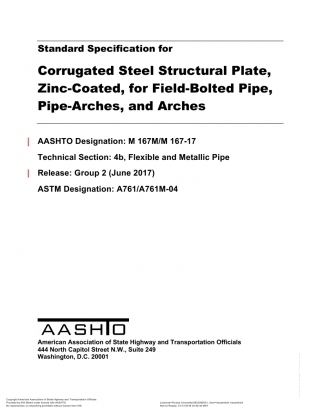 Standard Specification for
Corrugated Steel Structural Plate,
Zinc-Coated, for Field-Bolted Pipe,
Pipe-Arches, and Arches
AASHTO Designation: M 167M/M 167-17
Technical Section: 4b, Flexible and Metallic Pipe
Release: Group 2 (June 2017)
ASTM Designation: A761/A761M-04
AASHTO
American Association of State Highway and Transportation Officials
444 North Capitol Street N.W., Suite 249
Washington, D.C. 20001